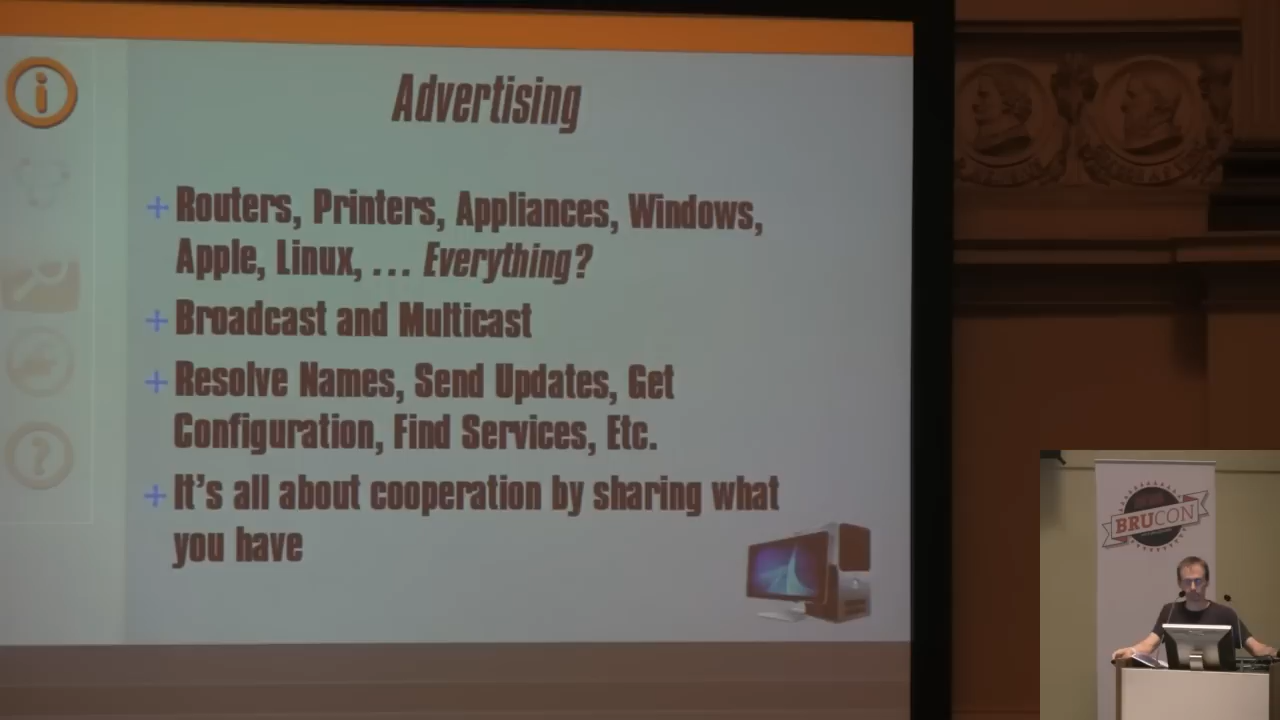 Advertising
Routers, Printers, Appliances, Windows,
Apple, Linux, ... Everything?
Broadcast and Multicast
Resolve Names, Send Updates, Get
Configuration, Find Services, Etc.
It's all about cooperation by sharing what
you have
BRUCON